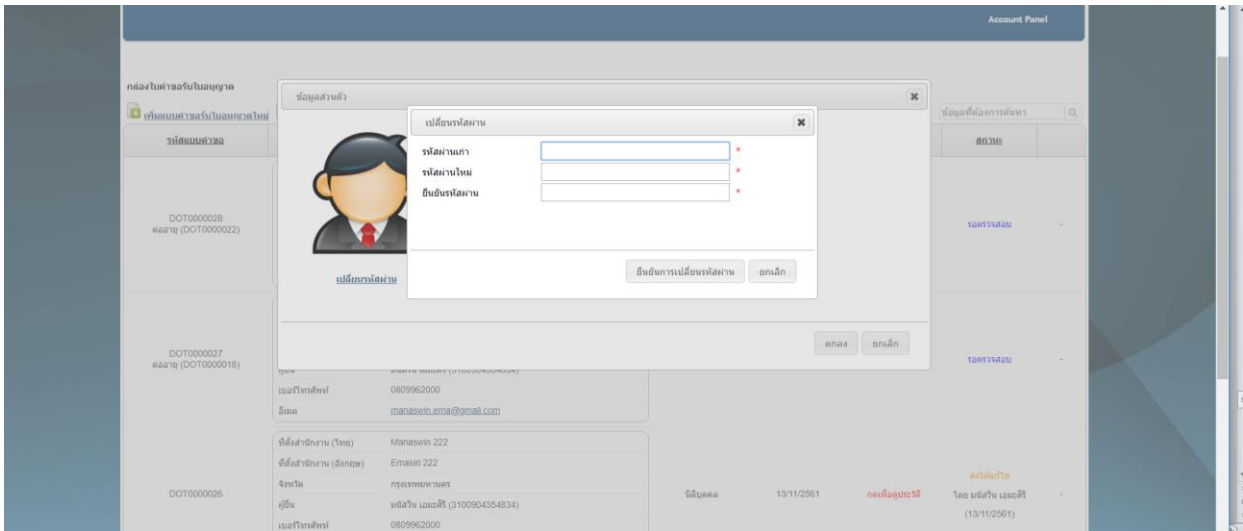 Account Panel
กล่องใบคำขอรับใบอนุญาต
เพิ่มแบบคำขอรับใบอนุญาตใหม่
ข้อมูลที่ต้องการค้นหา
ข้อมูลส่วนตัว
เปลี่ยนรหัสผ่าน
รหัสผ่านเก่า *
รหัสผ่านใหม่ *
ยืนยันรหัสผ่าน *
ยืนยันการเปลี่ยนรหัสผ่าน ยกเลิก
เปลี่ยนรหัสผ่าน
ตกลง ยกเลิก
รหัสแบบคำขอ สถานะ
DOT0000028
ต่ออายุ (DOT0000022)
รอตรวจสอบ -
DOT0000027
ต่ออายุ (DOT0000018)
รอตรวจสอบ -
เบอร์โทรศัพท์ 0809962000
อีเมล manaswin.ema@gmail.com
DOT0000026
ที่ตั้งสำนักงาน (ไทย) Manaswin 222
ที่ตั้งสำนักงาน (อังกฤษ) Emasiri 222
จังหวัด กรุงเทพมหานคร
ผู้ยื่น มนัสวิน เอมะศิริ (3100904354834)
เบอร์โทรศัพท์ 0809962000
นิติบุคคล 13/11/2561 กดเพื่อดูประวัติ
ส่งให้แก้ไข
โดย มนัสวิน เอมะศิริ
(13/11/2561)
-